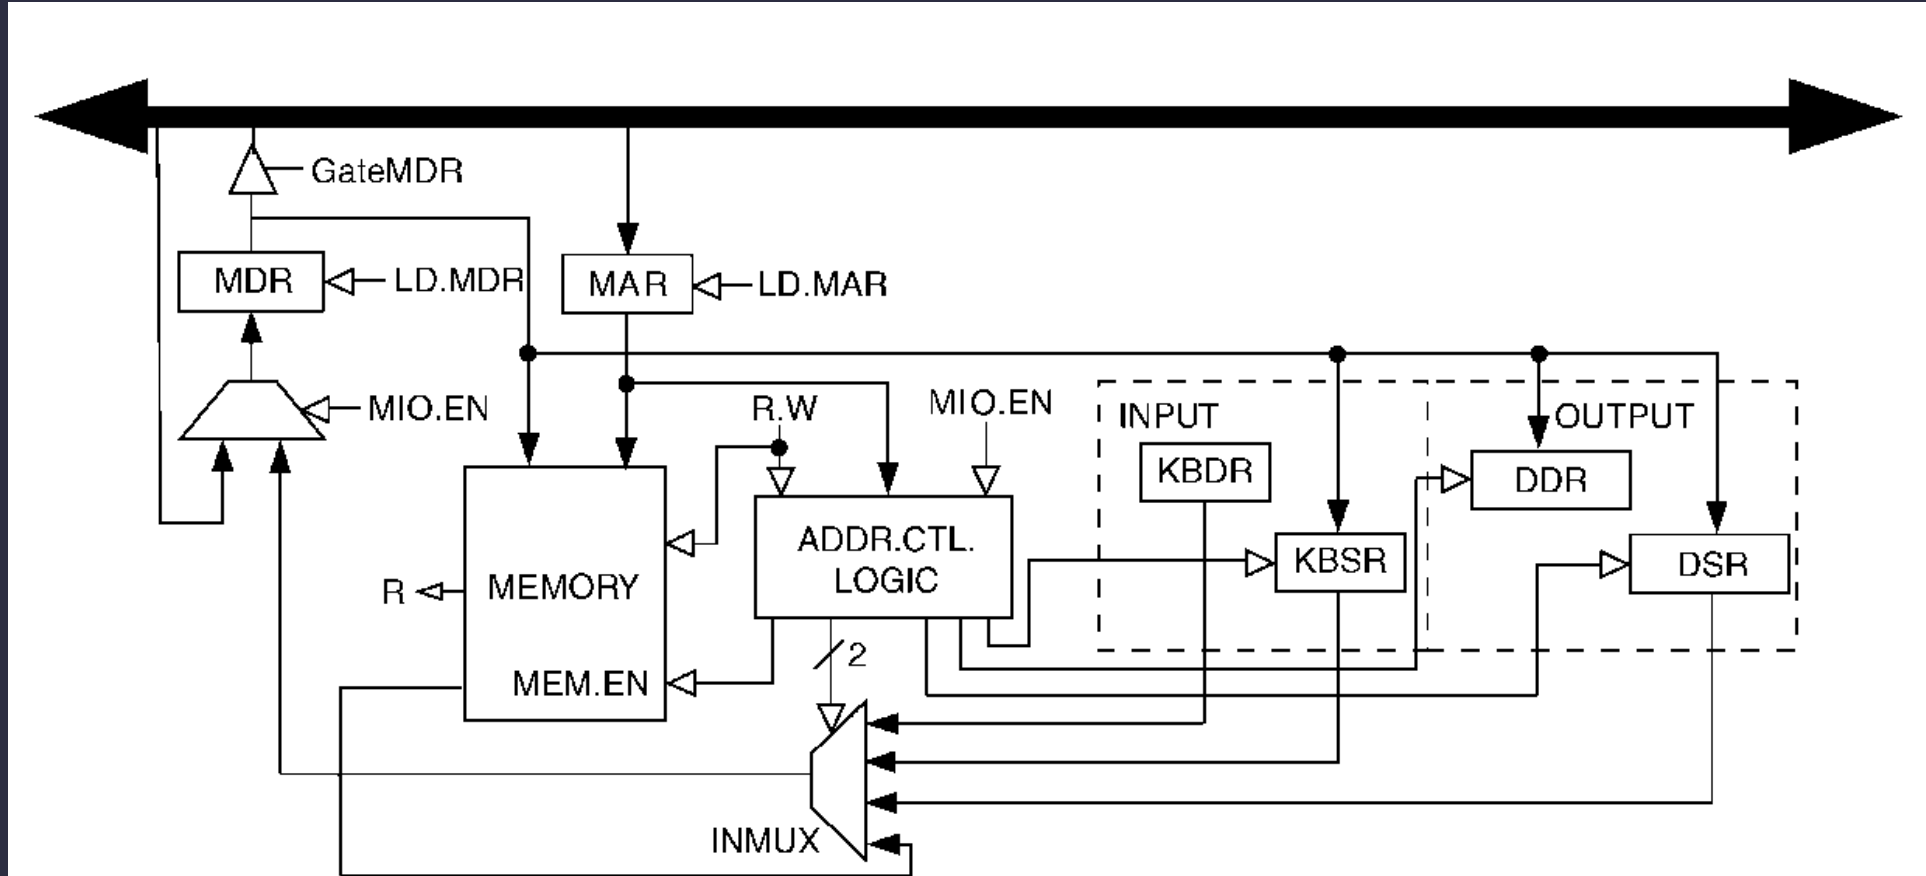 GateMDR
MDR
LD.MDR
MAR
LD.MAR
MIO.EN
R.W
MIO.EN
INPUT
OUTPUT
KBDR
DDR
ADDR.CTL.
LOGIC
KBSR
DSR
R
MEMORY
2
MEM.EN
INMUX